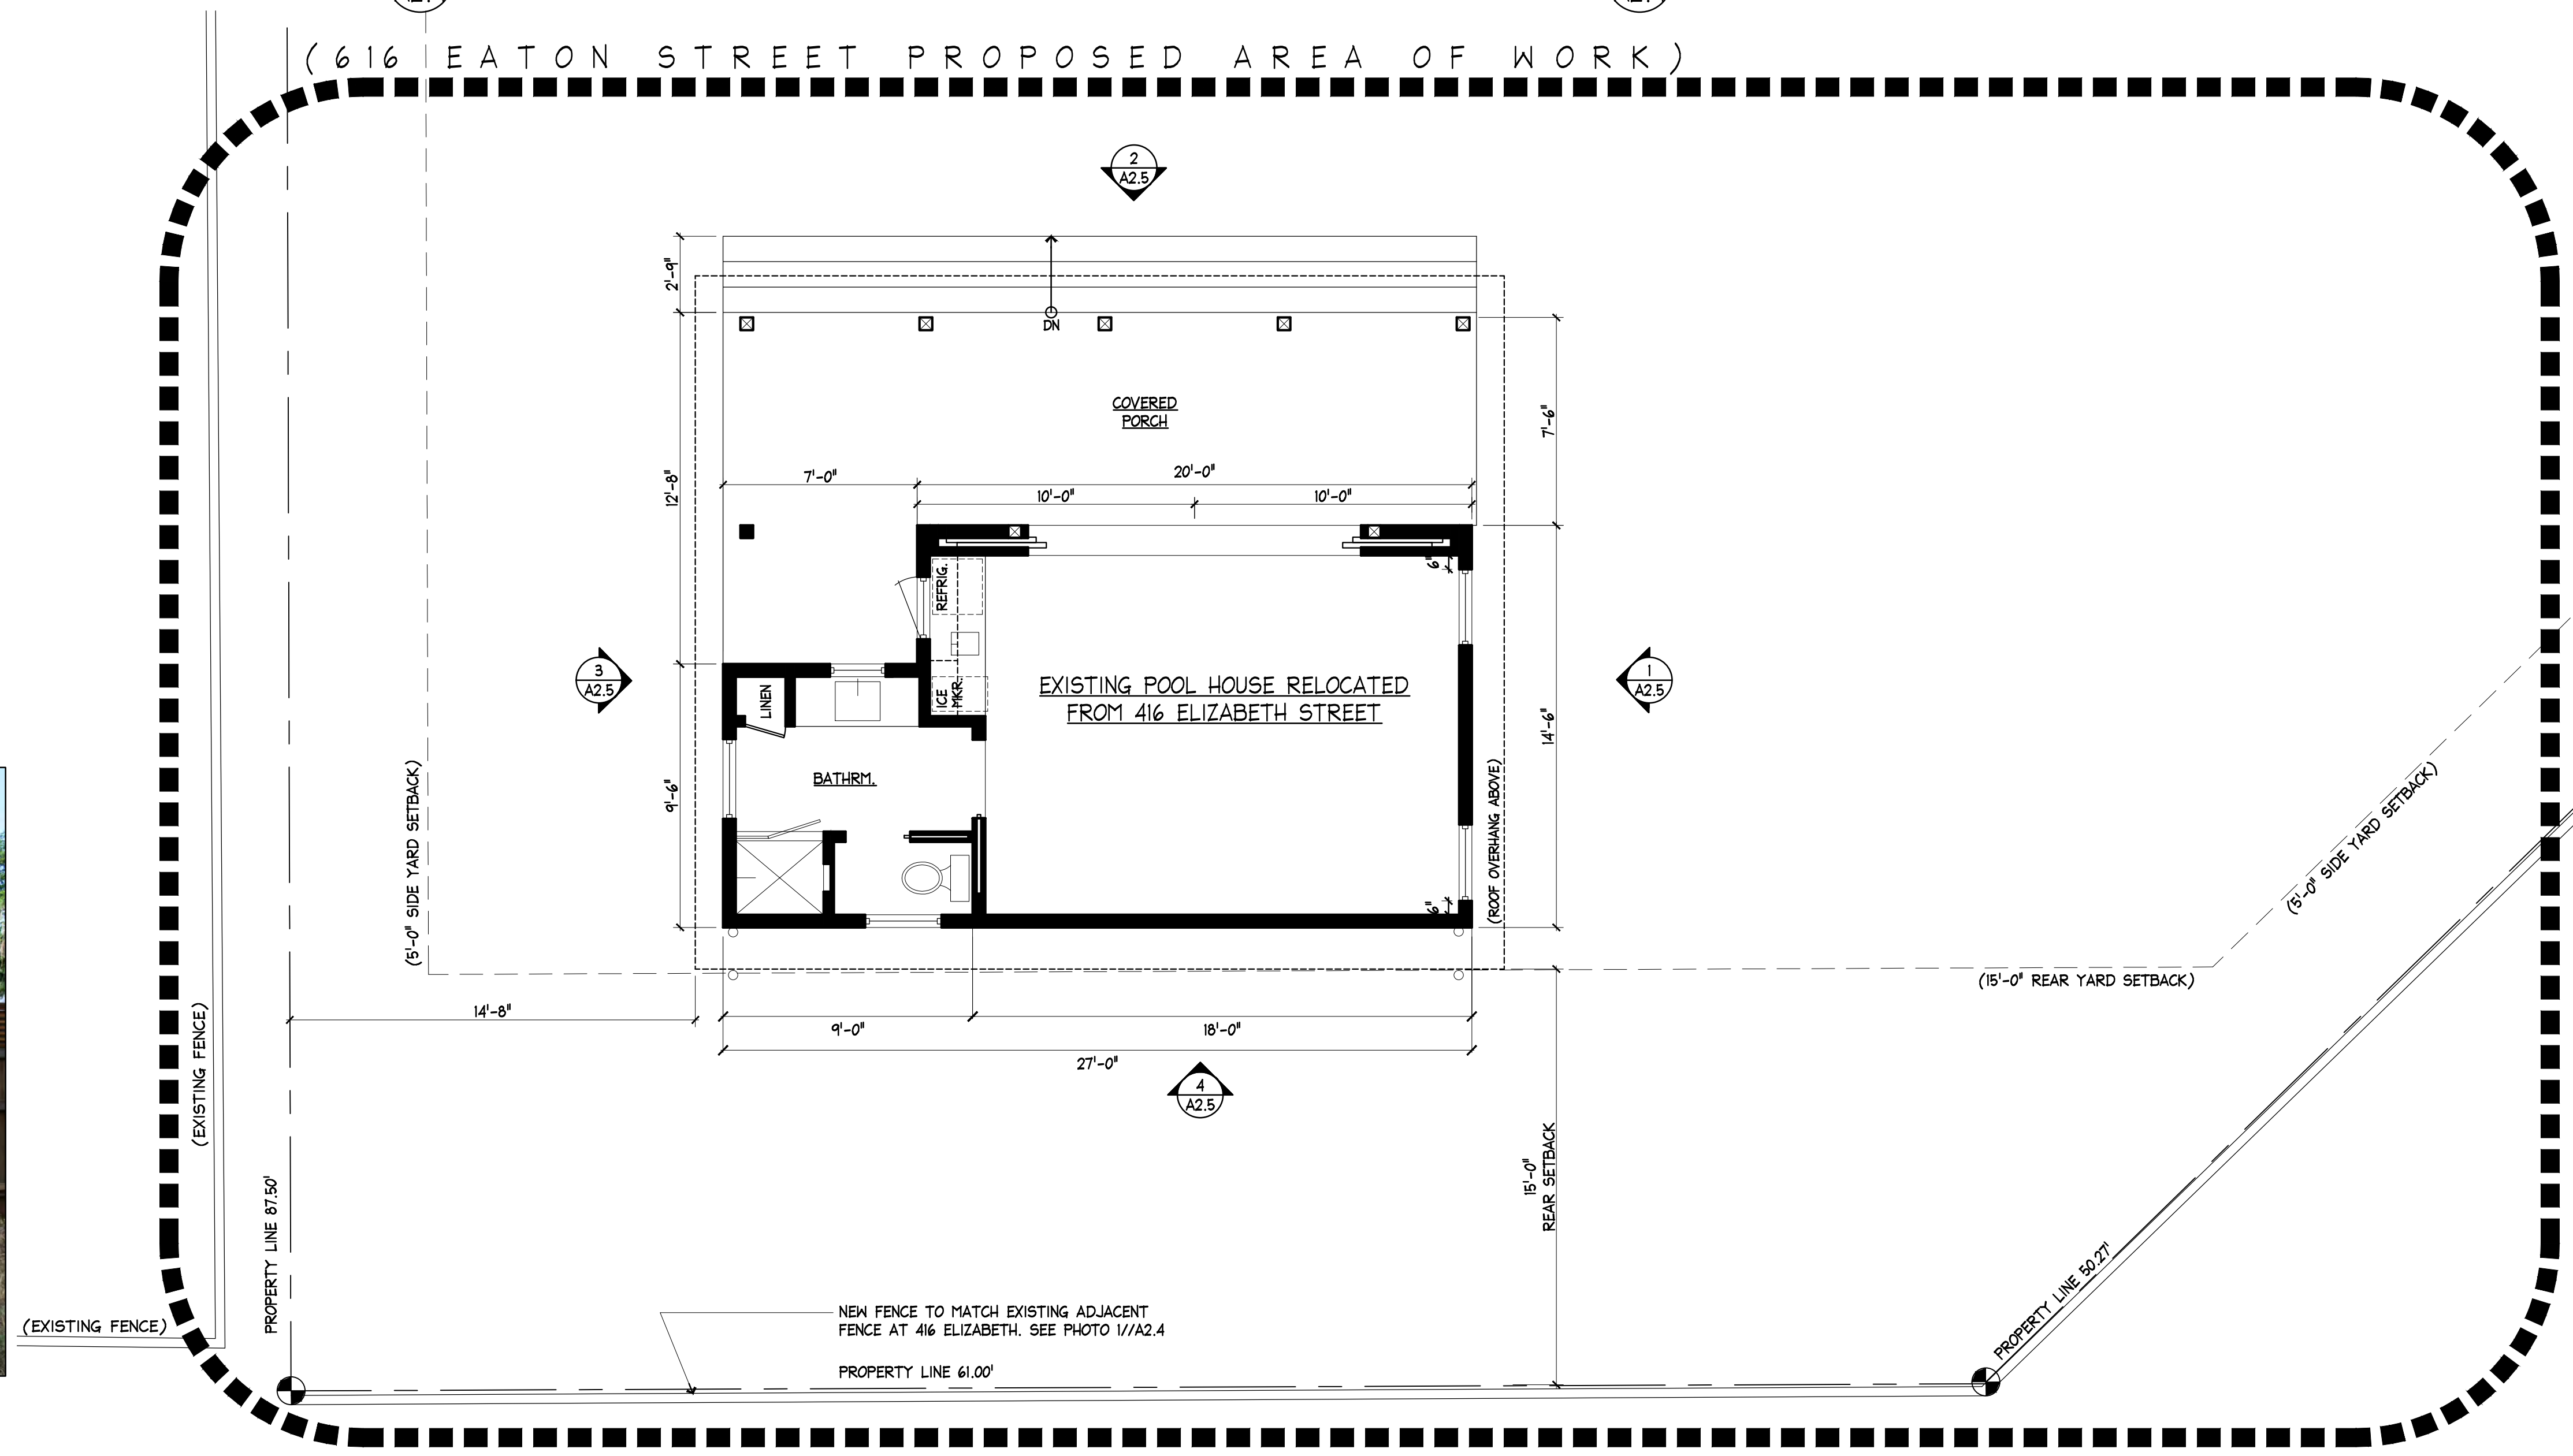 (616 EATON STREET PROPOSED AREA OF WORK)
2
A2.5
2'-9"
DN
COVERED
PORCH
7'-6"
12'-8"
7'-0"
20'-0"
10'-0"
10'-0"
6"
REFRIG.
ICE
MKR.
LINEN
3
A2.5
EXISTING POOL HOUSE RELOCATED
FROM 416 ELIZABETH STREET
1
A2.5
14'-6"
BATHRM.
9'-6"
6"
(ROOF OVERHANG ABOVE)
(5'-0" SIDE YARD SETBACK)
(5'-0" SIDE YARD SETBACK)
(15'-0" REAR YARD SETBACK)
14'-8"
9'-0"
18'-0"
27'-0"
4
A2.5
(EXISTING FENCE)
15'-0"
REAR SETBACK
PROPERTY LINE 87.50'
PROPERTY LINE 50.27'
(EXISTING FENCE)
NEW FENCE TO MATCH EXISTING ADJACENT
FENCE AT 416 ELIZABETH. SEE PHOTO 1//A2.4
PROPERTY LINE 61.00'